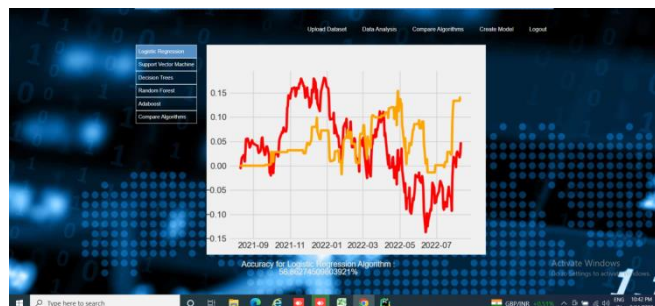 Upload Dataset Data Analysis Compare Algorithms Create Model Logout
Logistic Regression
Support Vector Machine
Decision Trees
Random Forest
Adaboost
Compare Algorithms
0.15
0.10
0.05
0.00
-0.05
-0.10
-0.15
2021-09 2021-11 2022-01 2022-03 2022-05 2022-07
Accuracy for Logistic Regression Algorithm :
Activate Windows
Type here to search
GBP/INR +0.51% ENG 10:42 PM